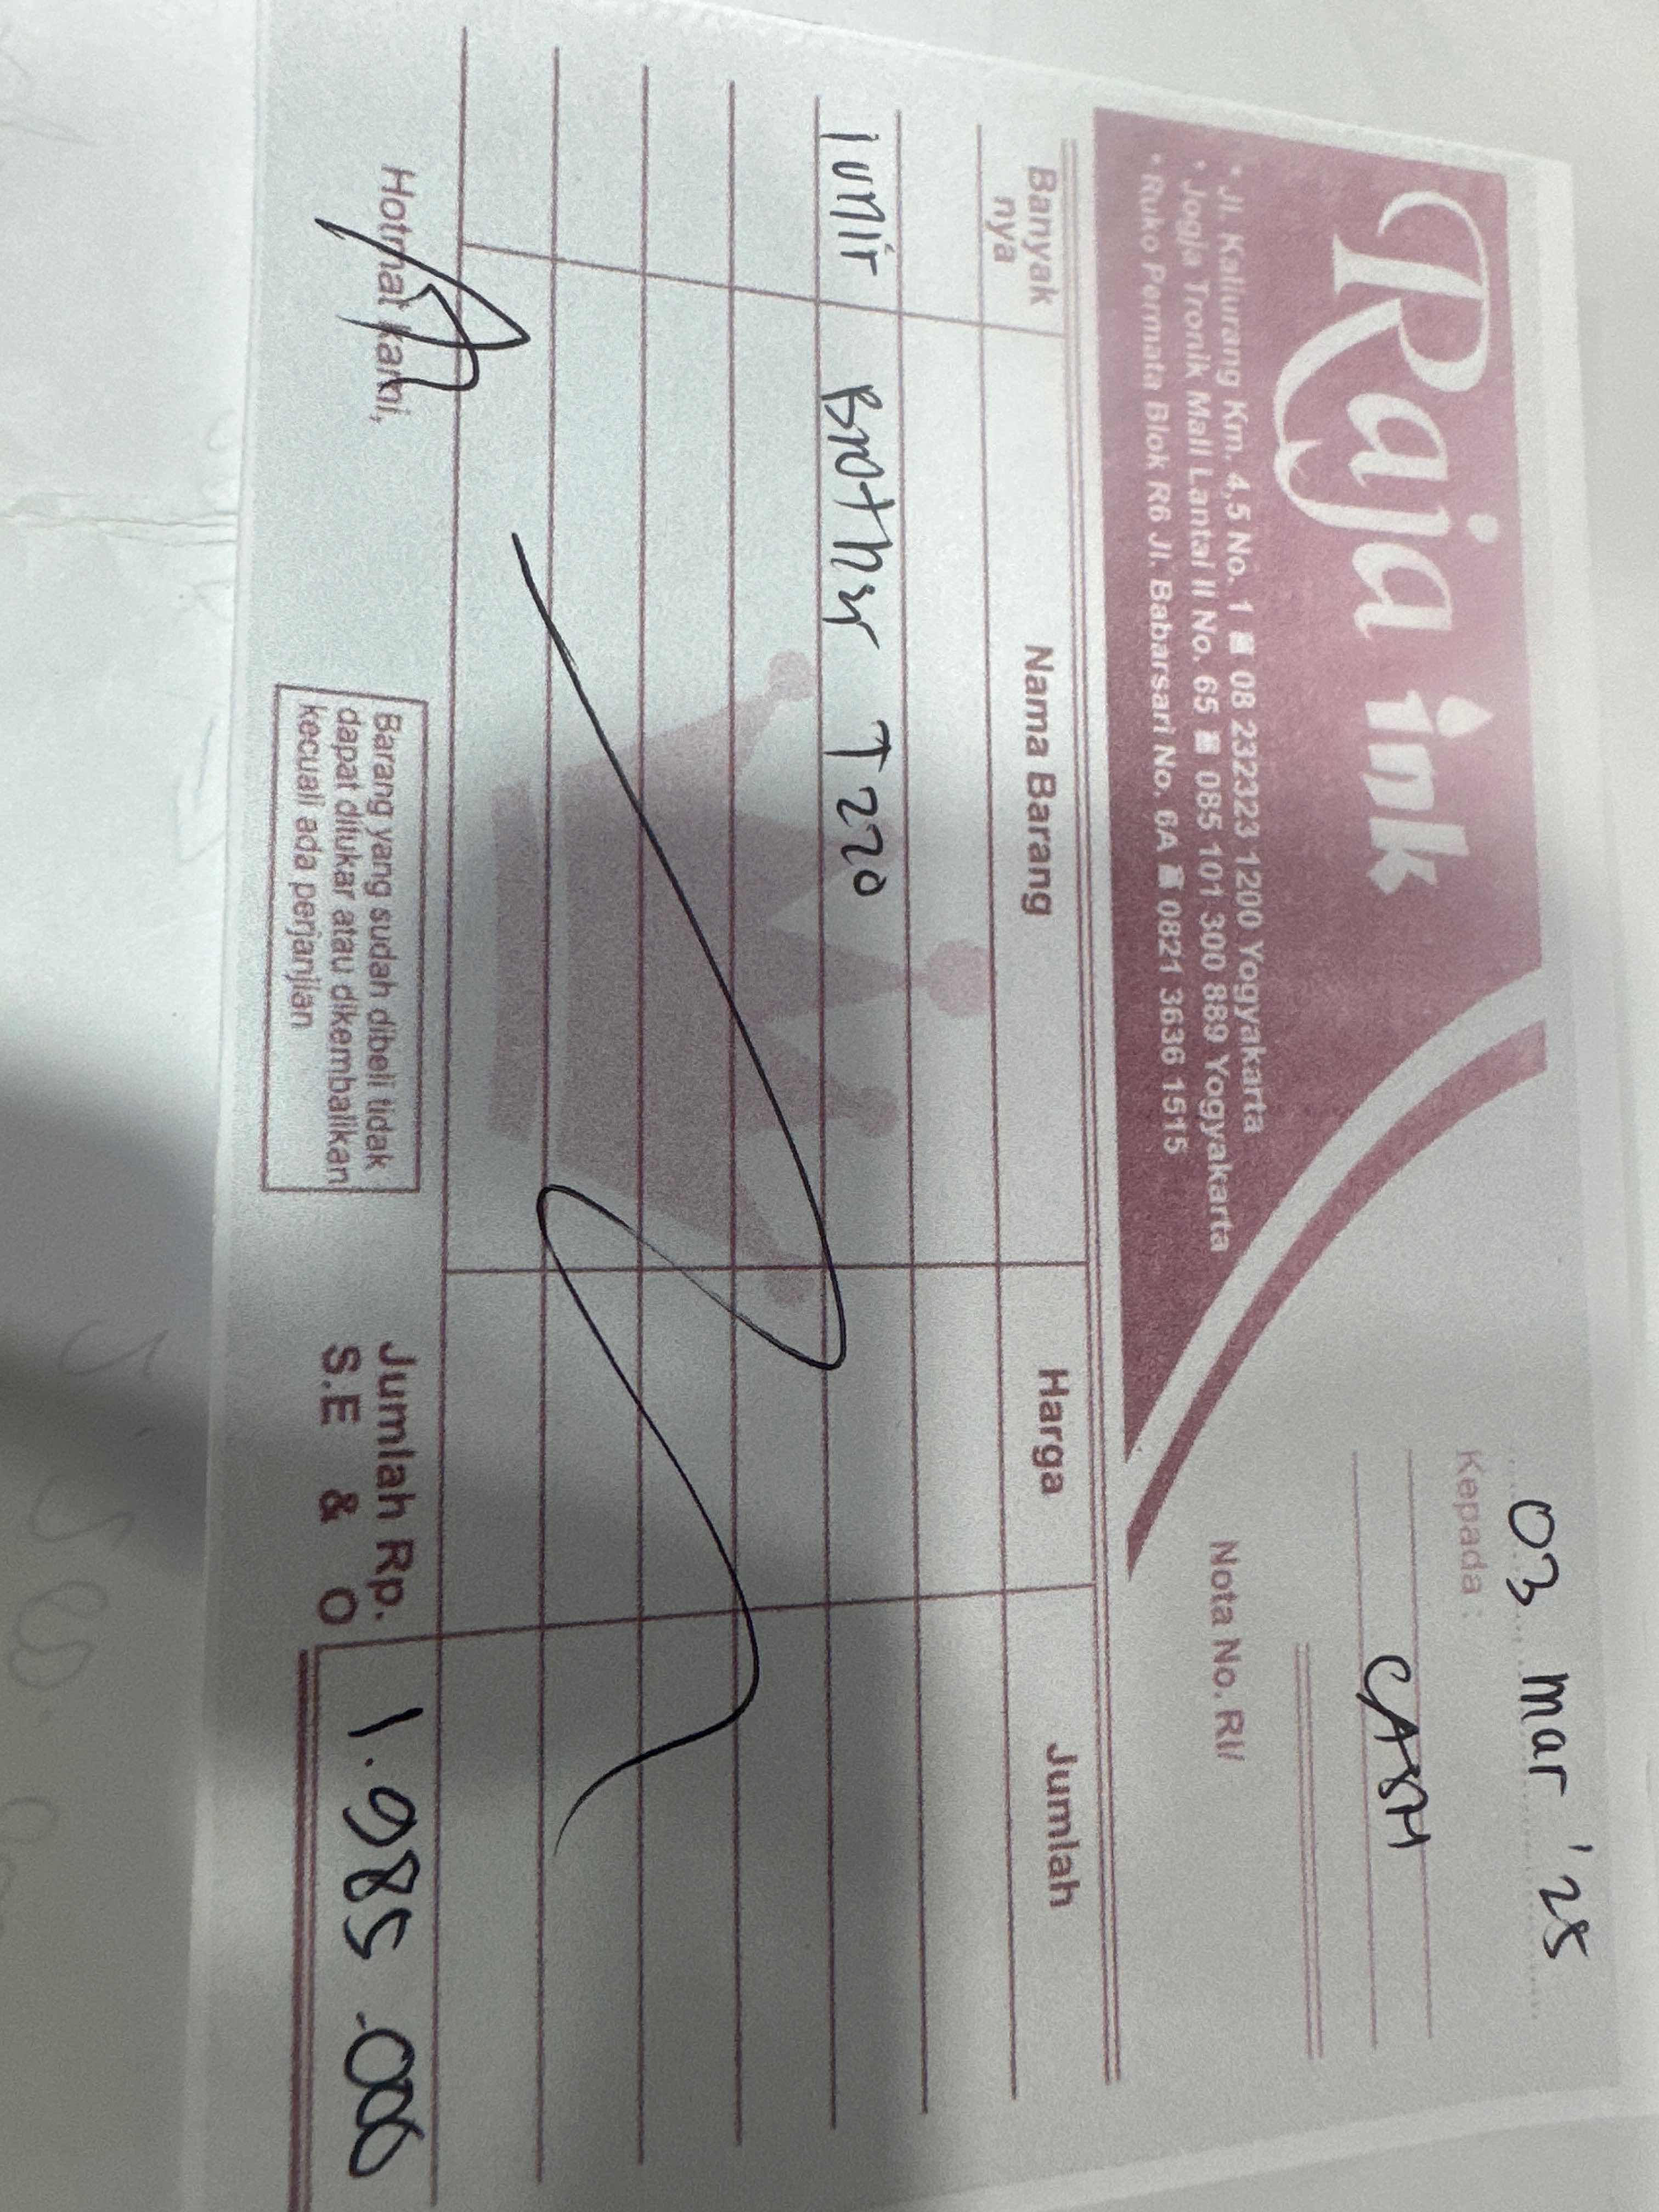 Raja ink
• Jl. Kaliurang Km. 4,5 No. 1 08 232323 1200 Yogyakarta
• Jogja Tronik Mall Lantai II No. 65 085 101 300 889 Yogyakarta
• Ruko Permata Blok R6 Jl. Babarsari No. 6A 0821 3636 1515
03 mar '25
Kepada :
CASH
Nota No. RI/
Banyak nya Nama Barang Harga Jumlah
1 unit Brother T220
Hormat kami,
Barang yang sudah dibeli tidak
dapat ditukar atau dikembalikan
kecuali ada perjanjian
Jumlah Rp. 1.985.000
S.E & O